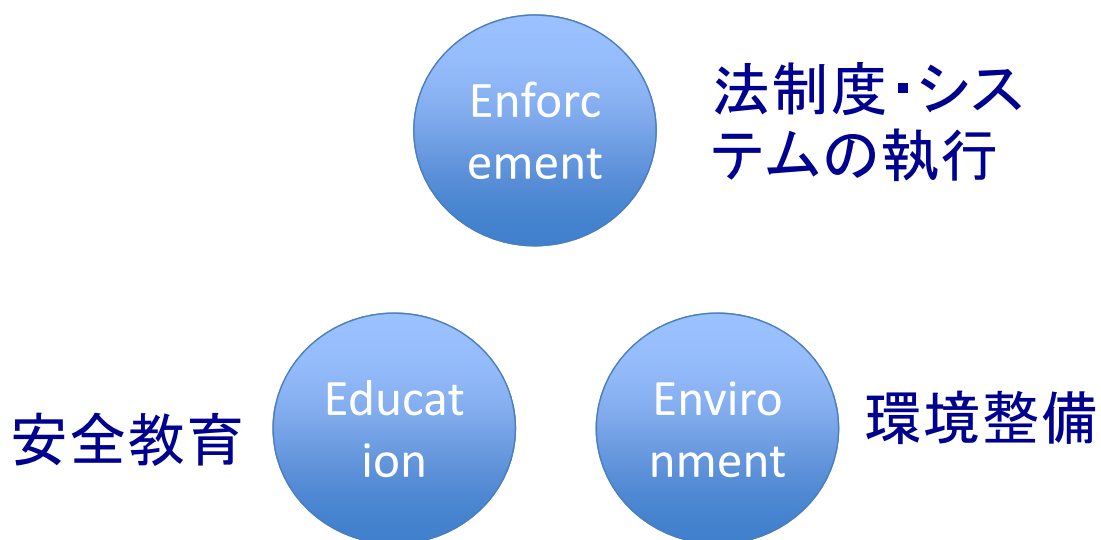 Enforc
ement
法制度・シス
テムの執行
安全教育
Educat
ion
Enviro
nment
環境整備